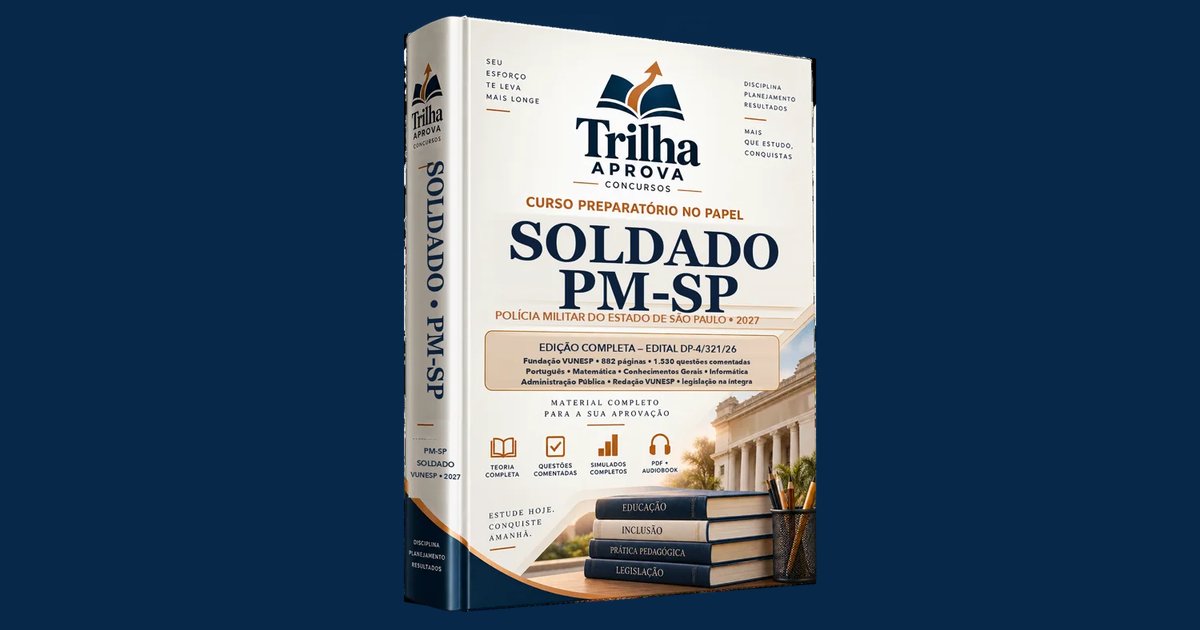 Trilha
APROVA
CONCURSOS
SOLDADO • PM-SP
PM-SP
SOLDADO
VUNESP • 2027
DISCIPLINA
PLANEJAMENTO
RESULTADOS
SEU
ESFORÇO
TE LEVA
MAIS LONGE
Trilha
APROVA
CONCURSOS
DISCIPLINA
PLANEJAMENTO
RESULTADOS
MAIS
QUE ESTUDO,
CONQUISTAS
CURSO PREPARATÓRIO NO PAPEL
SOLDADO
PM-SP
POLÍCIA MILITAR DO ESTADO DE SÃO PAULO • 2027
EDIÇÃO COMPLETA – EDITAL DP-4/321/26
Fundação VUNESP • 882 páginas • 1.530 questões comentadas
Português • Matemática • Conhecimentos Gerais • Informática
Administração Pública • Redação VUNESP • legislação na íntegra
MATERIAL COMPLETO
PARA A SUA APROVAÇÃO
TEORIA
COMPLETA
QUESTÕES
COMENTADAS
SIMULADOS
COMPLETOS
PDF +
AUDIOBOOK
ESTUDE HOJE.
CONQUISTE
AMANHÃ.
EDUCAÇÃO
INCLUSÃO
PRÁTICA PEDAGÓGICA
LEGISLAÇÃO